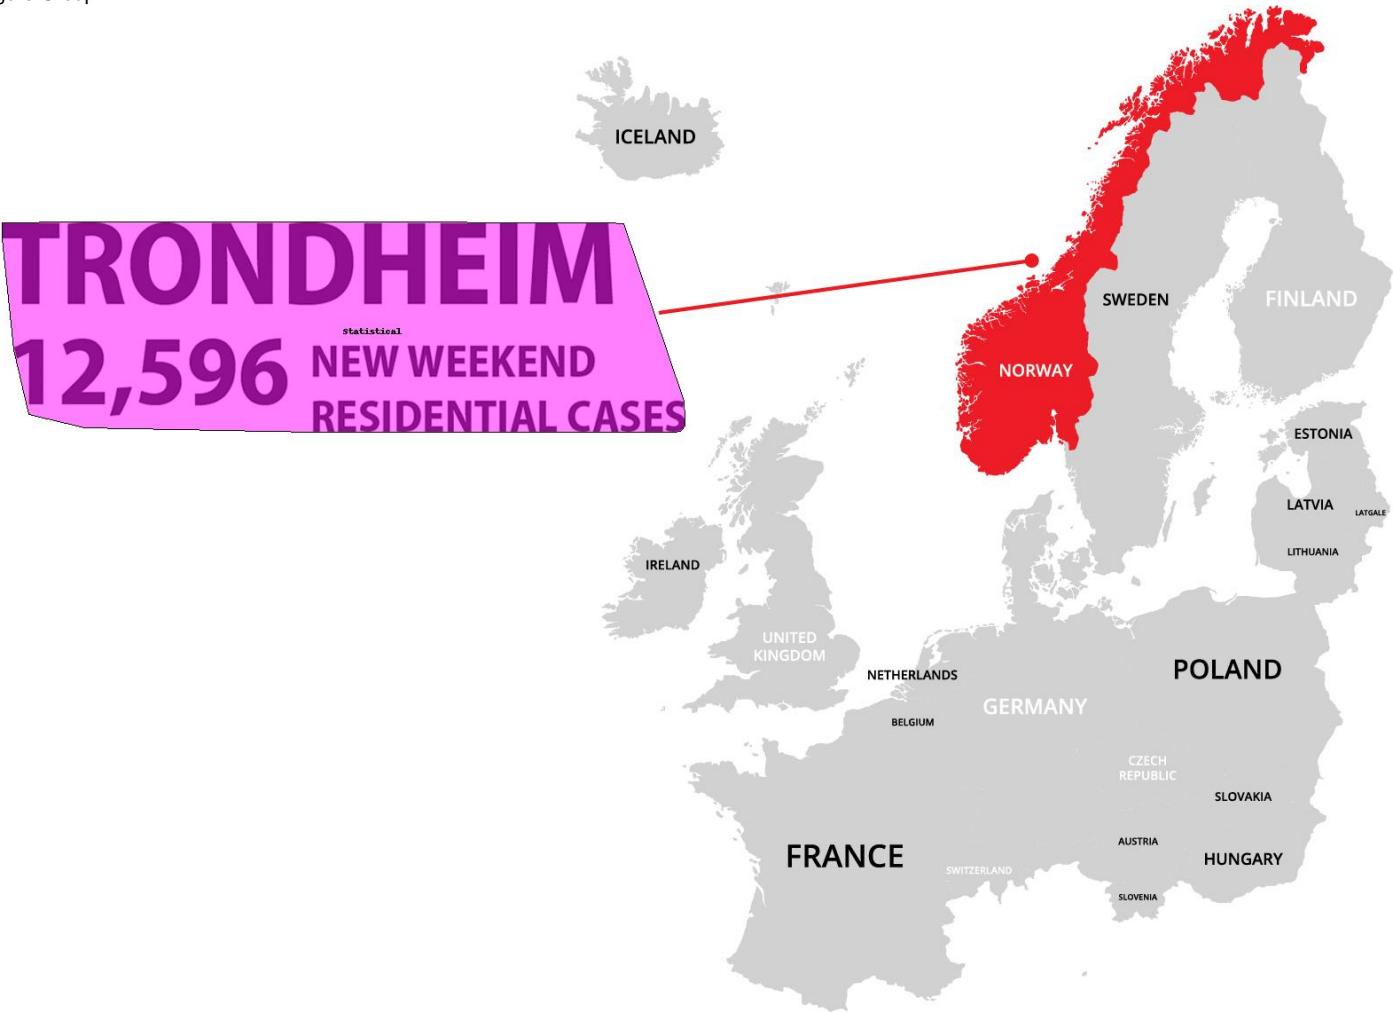 ICELAND
TRONDHEIM
statistical
12,596 NEW WEEKEND
RESIDENTIAL CASES
SWEDEN
FINLAND
NORWAY
ESTONIA
LATVIA
LATGALE
LITHUANIA
IRELAND
UNITED
KINGDOM
NETHERLANDS
POLAND
GERMANY
BELGIUM
CZECH
REPUBLIC
SLOVAKIA
AUSTRIA
FRANCE
HUNGARY
SWITZERLAND
SLOVENIA